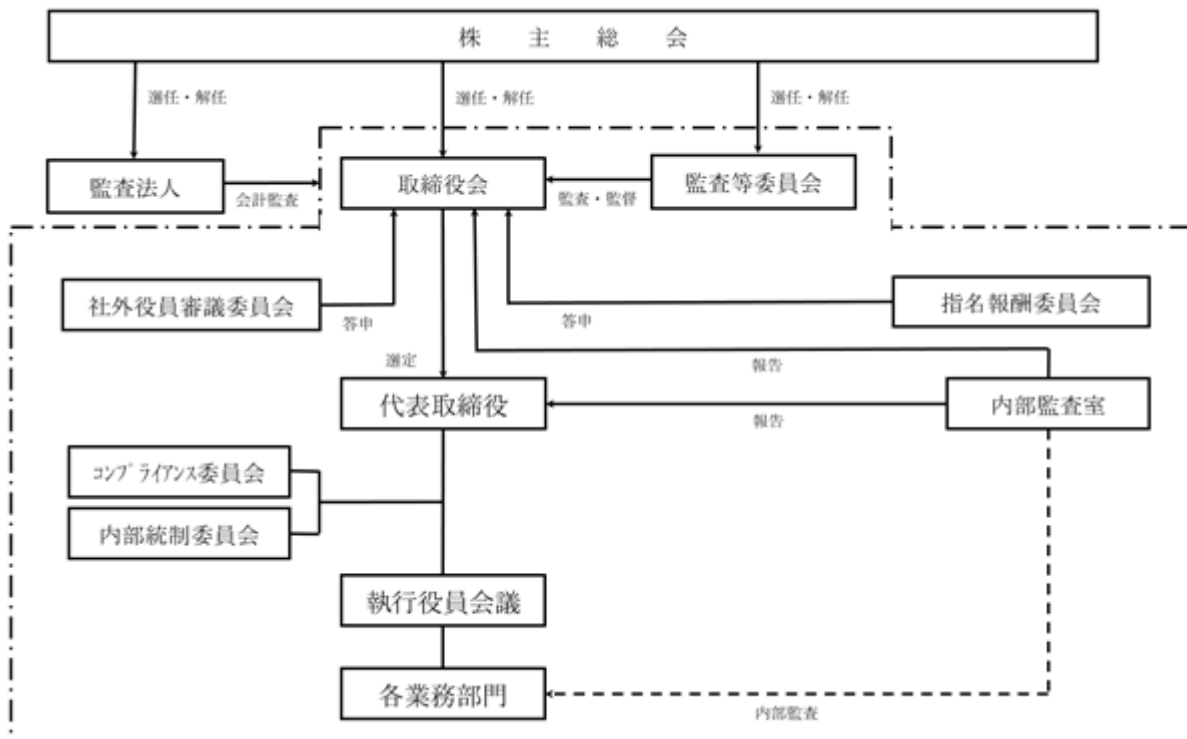 株主総会
選任・解任
選任・解任
選任・解任
監査法人
会計監査
取締役会
監査・監督
監査等委員会
社外役員審議委員会
答申
答申
指名報酬委員会
選定
報告
代表取締役
報告
内部監査室
コンプライアンス委員会
内部統制委員会
執行役員会議
各業務部門
内部監査